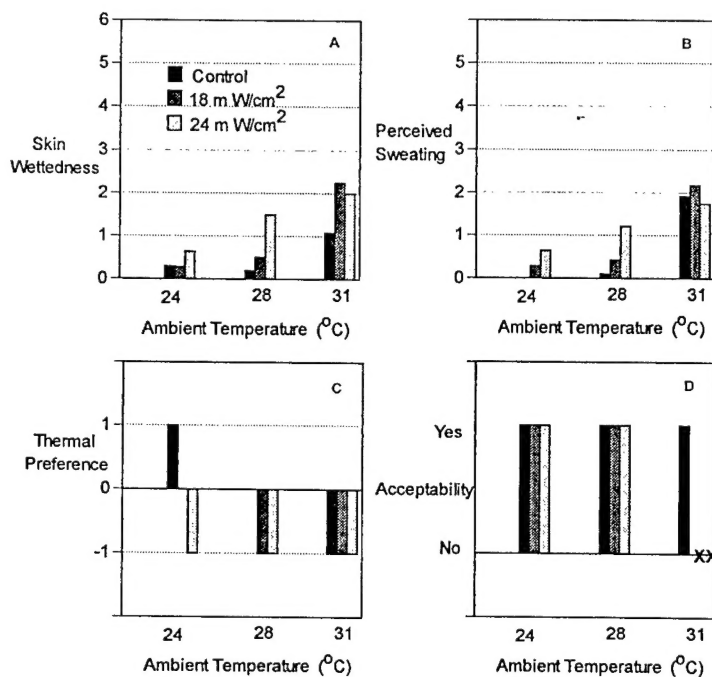 A
6
5
4
3
2
1
0
Skin
Wettedness
Control
18 m W/cm2
24 m W/cm2
24
28
31
Ambient Temperature (°C)
B
6
5
4
3
2
1
0
Perceived
Sweating
24
28
31
Ambient Temperature (°C)
C
1
0
-1
Thermal
Preference
24
28
31
Ambient Temperature (°C)
D
Yes
Acceptability
No
XX
24
28
31
Ambient Temperature (°C)